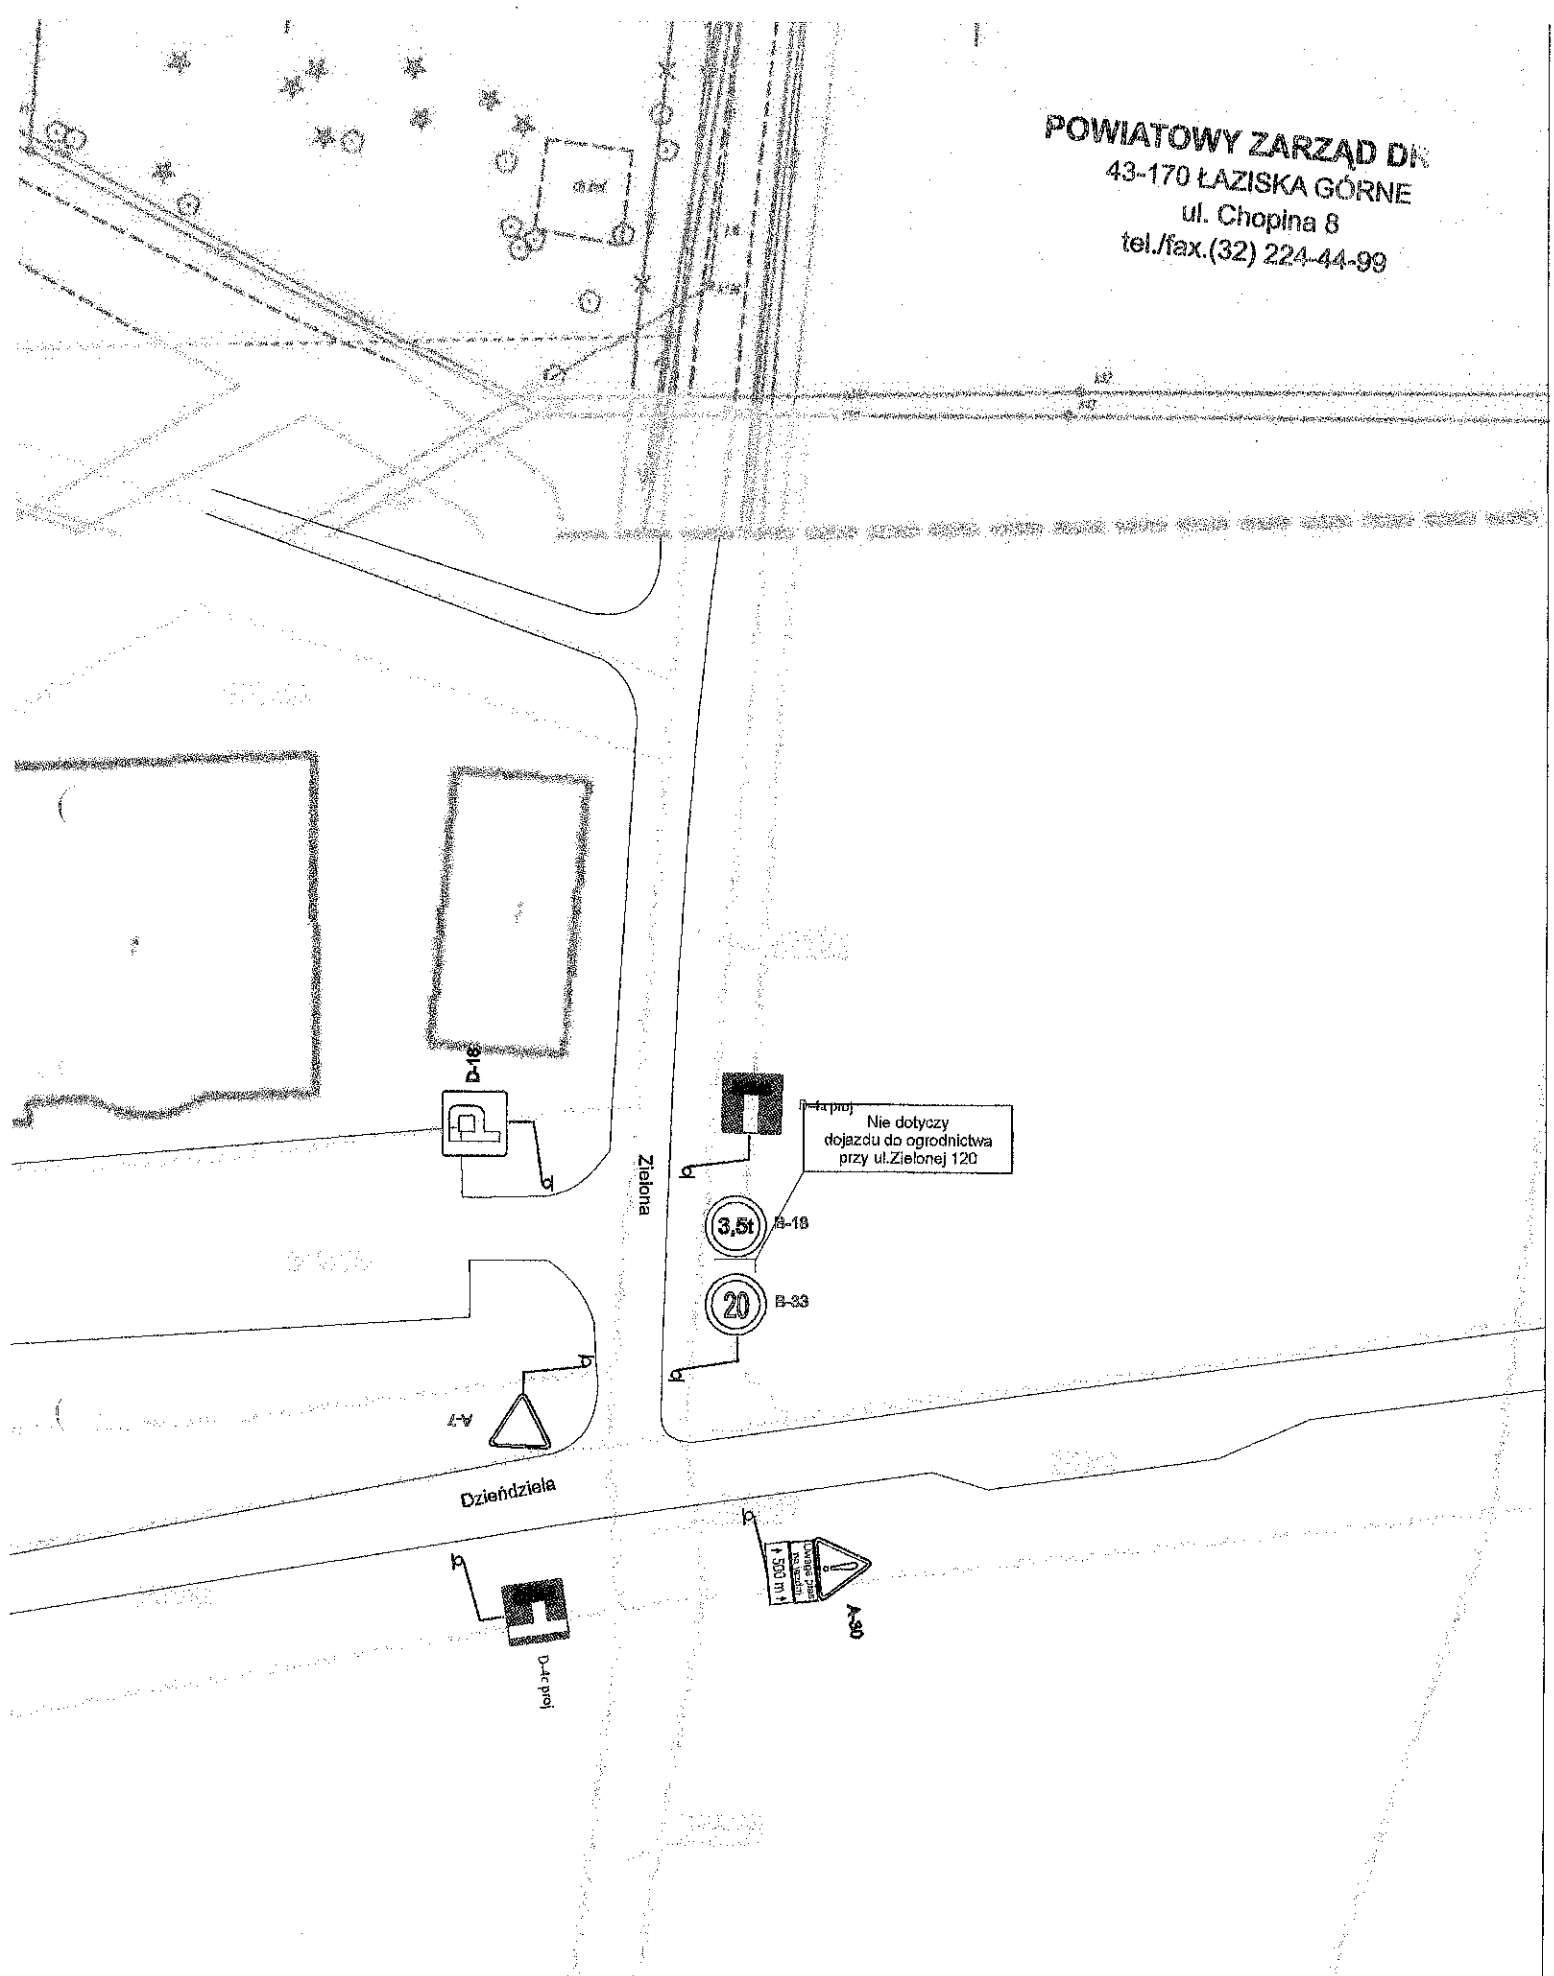 POWIATOWY ZARZĄD DR
43-170 ŁAZISKA GÓRNE
ul. Chopina 8
tel./fax.(32) 224-44-99
D-18
D-4a proj
Nie dotyczy
dojazdu do ogrodnictwa
przy ul.Zielonej 120
Zielona
3,5t
B-18
20
B-33
A-7
Dzieńdziela
500 m
A-30
D-4c proj